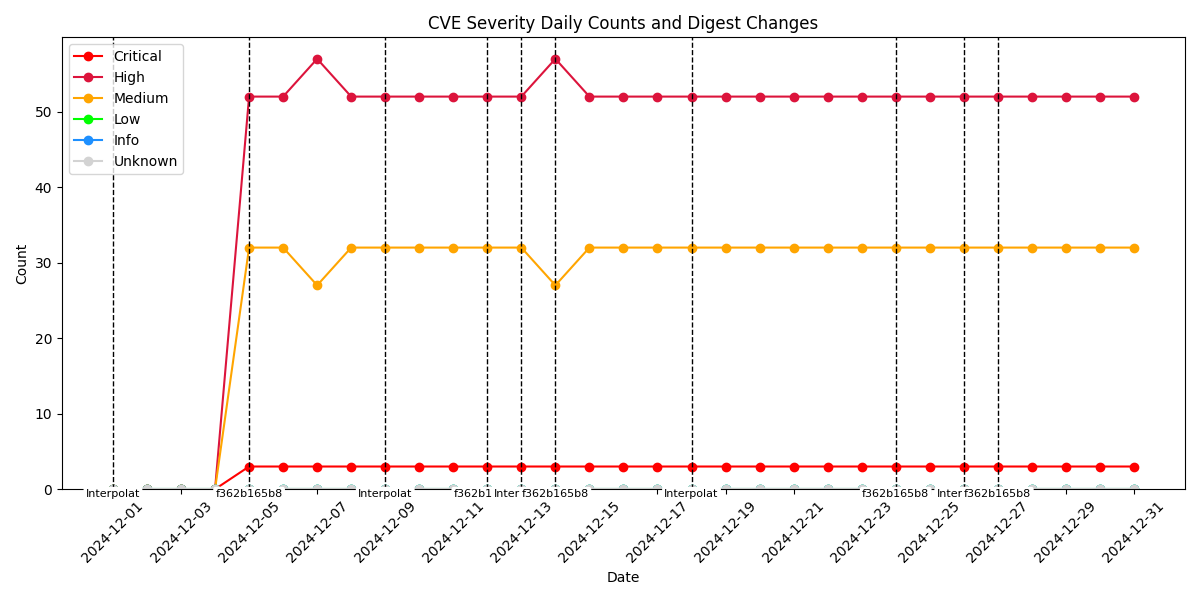 CVE Severity Daily Counts and Digest Changes
Critical
High
Medium
Low
Info
Unknown
Count
50
40
30
20
10
0
Interpolat
f362b165b8
Interpolat
f362b1
Inter
f362b165b8
Interpolat
f362b165b8
Inter
f362b165b8
2024-12-01
2024-12-03
2024-12-05
2024-12-07
2024-12-09
2024-12-11
2024-12-13
2024-12-15
2024-12-17
2024-12-19
2024-12-21
2024-12-23
2024-12-25
2024-12-27
2024-12-29
2024-12-31
Date